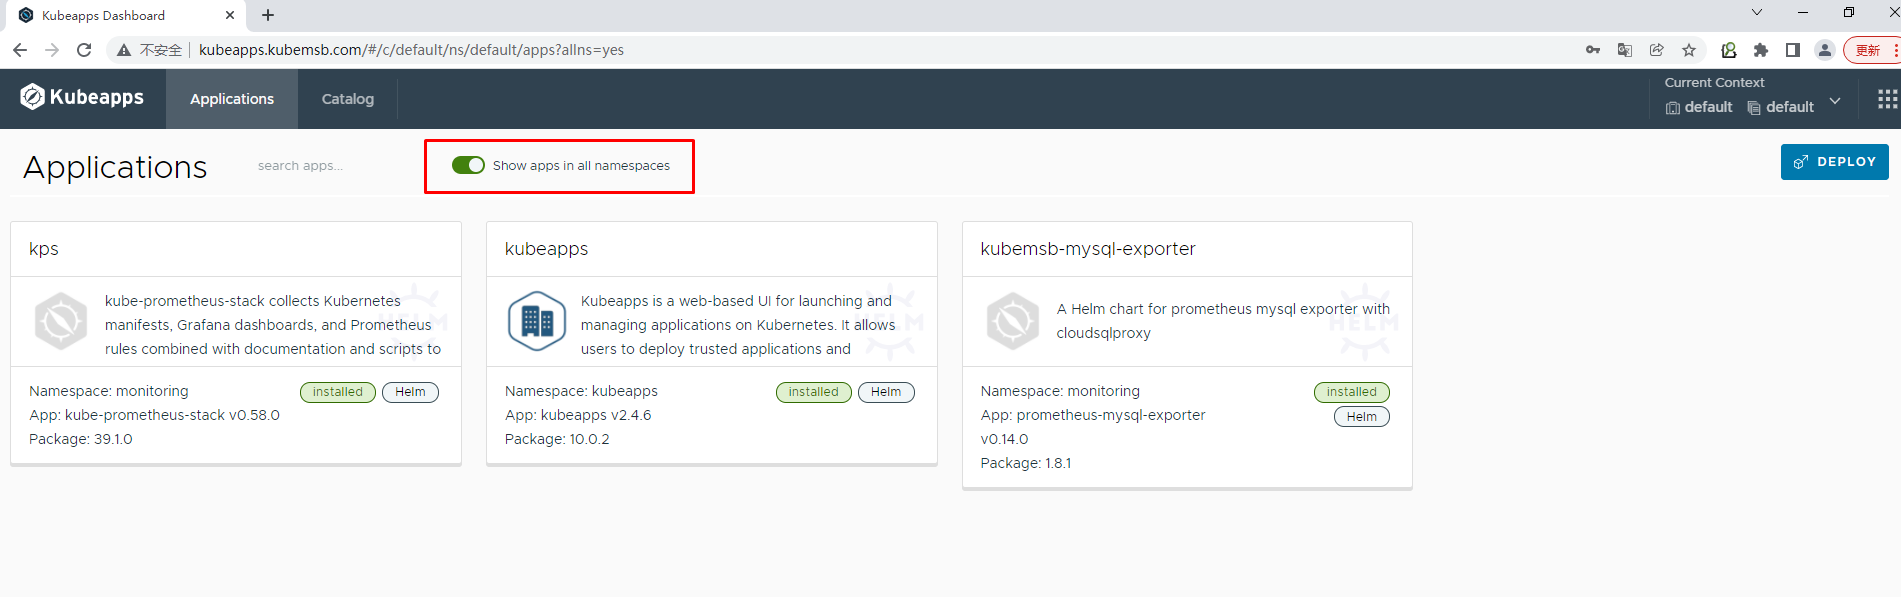 Kubeapps Dashboard
不安全
kubeapps.kubemsb.com/#/c/default/ns/default/apps?allns=yes
更新
Kubeapps
Applications
Catalog
Current Context
default
default
Applications
search apps...
Show apps in all namespaces
DEPLOY
kps
kube-prometheus-stack collects Kubernetes
manifests, Grafana dashboards, and Prometheus
rules combined with documentation and scripts to
HELM
Namespace: monitoring
App: kube-prometheus-stack v0.58.0
Package: 39.1.0
installed
Helm
kubeapps
Kubeapps is a web-based UI for launching and
managing applications on Kubernetes. It allows
users to deploy trusted applications and
HELM
Namespace: kubeapps
App: kubeapps v2.4.6
Package: 10.0.2
installed
Helm
kubemsb-mysql-exporter
A Helm chart for prometheus mysql exporter with
cloudsqlproxy
HELM
Namespace: monitoring
App: prometheus-mysql-exporter
v0.14.0
Package: 1.8.1
installed
Helm